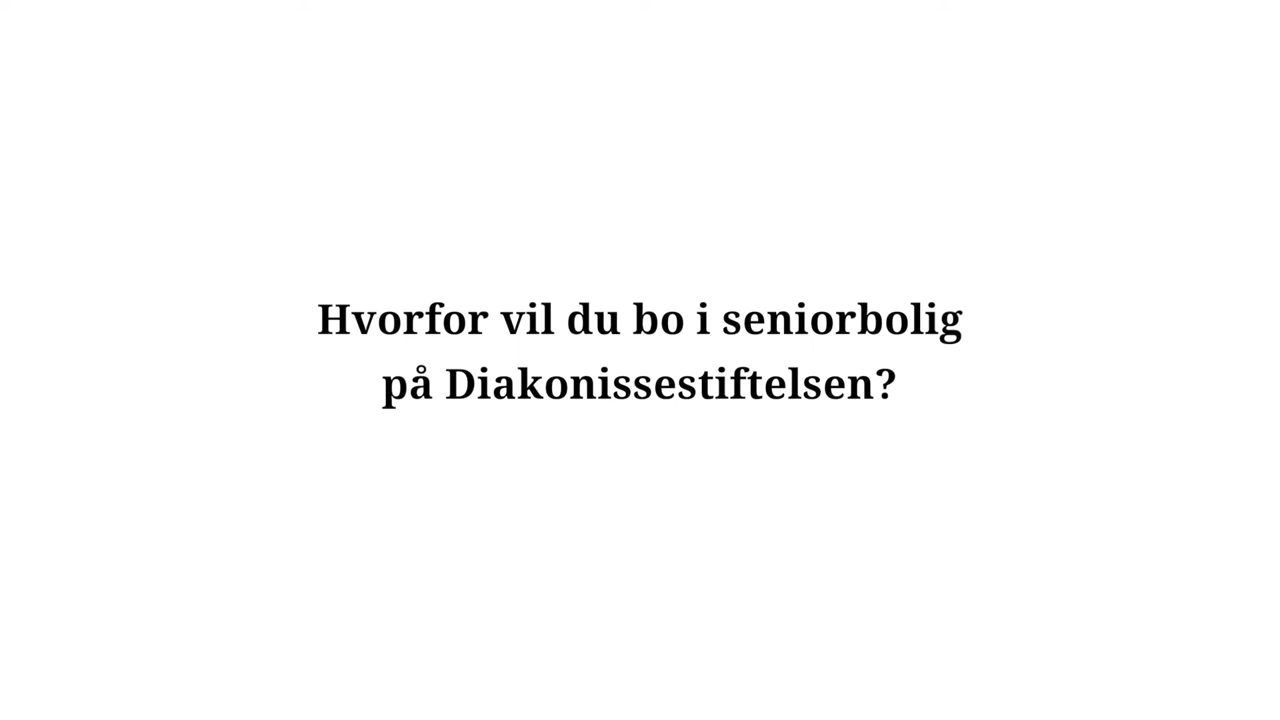 Hvorfor vil du bo i seniorbolig
på Diakonissestiftelsen?